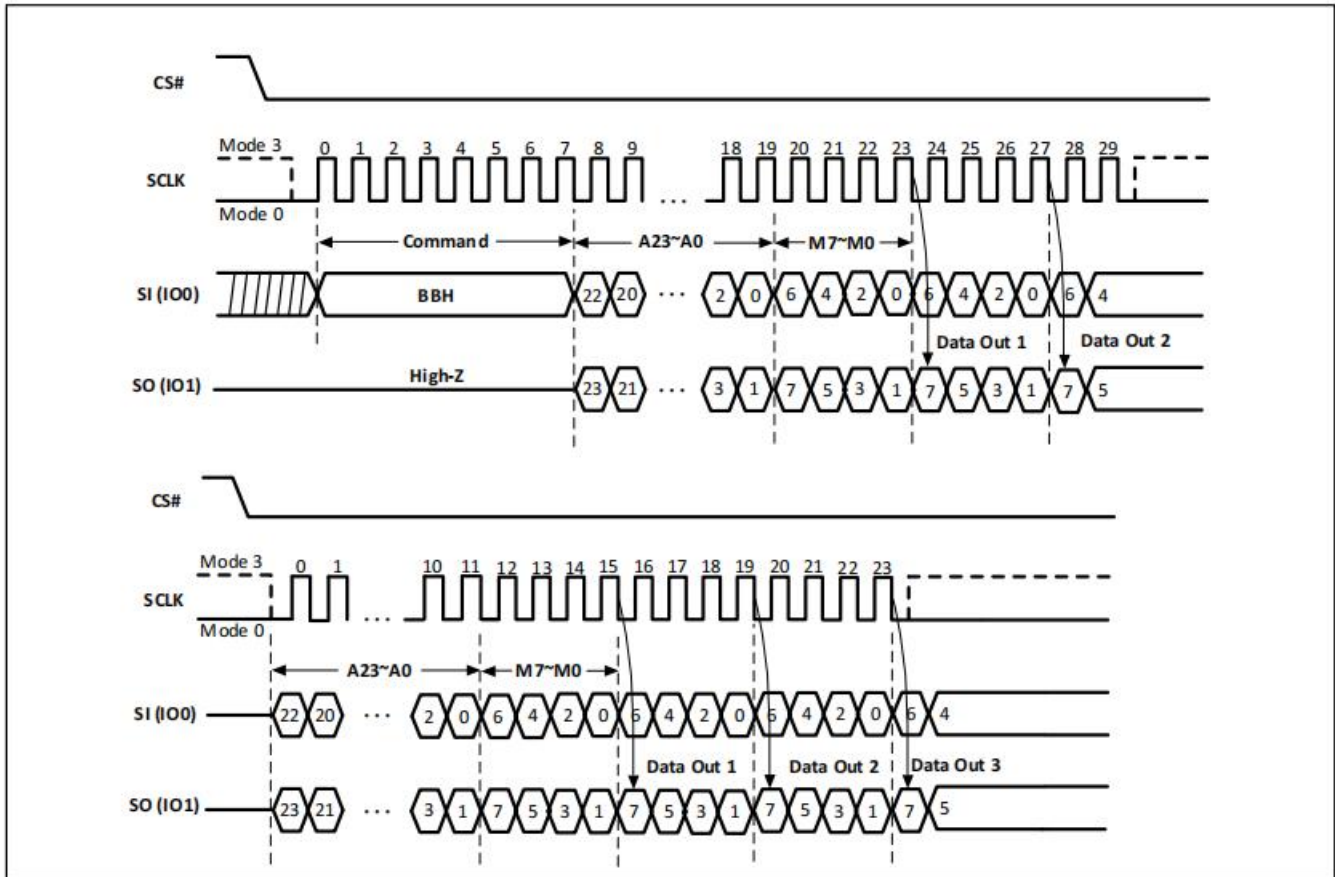 CS#
Mode 3
0 1 2 3 4 5 6 7 8 9 18 19 20 21 22 23 24 25 26 27 28 29
SCLK
...
Mode 0
Command A23~A0 M7~M0
SI (IO0) BBH 22 20 ... 2 0 6 4 2 0 6 4 2 0 6 4
Data Out 1 Data Out 2
SO (IO1) High-Z 23 21 ... 3 1 7 5 3 1 7 5 3 1 7 5
CS#
Mode 3
0 1 10 11 12 13 14 15 16 17 18 19 20 21 22 23
SCLK
...
Mode 0
A23~A0 M7~M0
SI (IO0) 22 20 ... 2 0 6 4 2 0 6 4 2 0 6 4 2 0 6 4
Data Out 1 Data Out 2 Data Out 3
SO (IO1) 23 21 ... 3 1 7 5 3 1 7 5 3 1 7 5 3 1 7 5